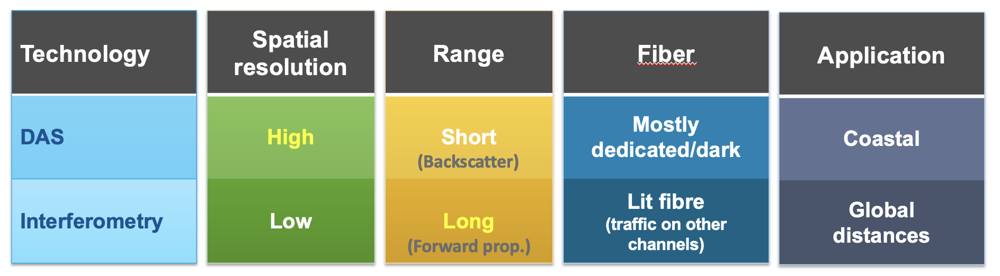 Technology
Spatial
resolution
Range
Fiber
Application
DAS
High
Short
(Backscatter)
Mostly
dedicated/dark
Coastal
Interferometry
Low
Long
(Forward prop.)
Lit fibre
(traffic on other
channels)
Global
distances